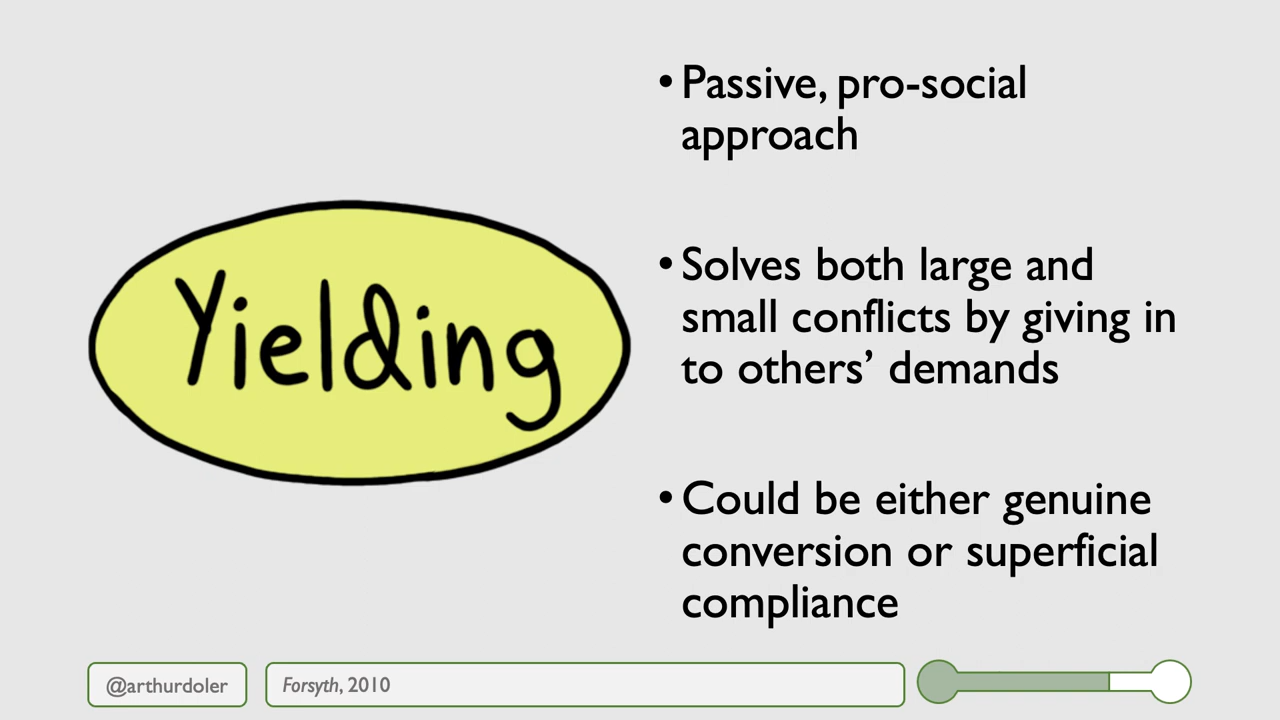 Yielding
•Passive, pro-social
approach
•Solves both large and
small conflicts by giving in
to others’ demands
•Could be either genuine
conversion or superficial
compliance
@arthurdoler
Forsyth, 2010